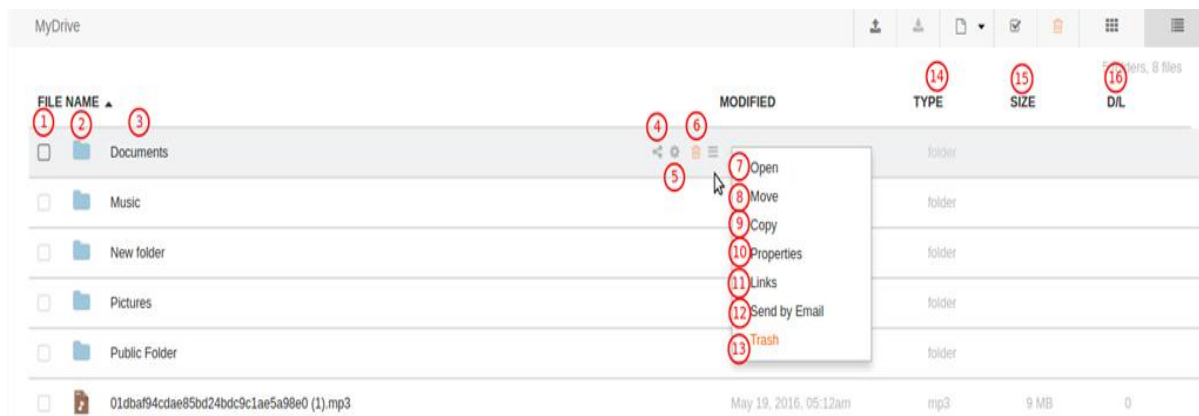 MyDrive
5 folders, 8 files
14 15 16
FILE NAME MODIFIED TYPE SIZE D/L
1 2 3 4 6
Documents folder
5
7 Open
8 Move
Music folder
9 Copy
New folder folder
10 Properties
11 Links
Pictures folder
12 Send by Email
13 Trash
Public Folder folder
01dbaf94cdae85bd24bdc9c1ae5a98e0 (1).mp3 May 19, 2016, 05:12am mp3 9 MB 0